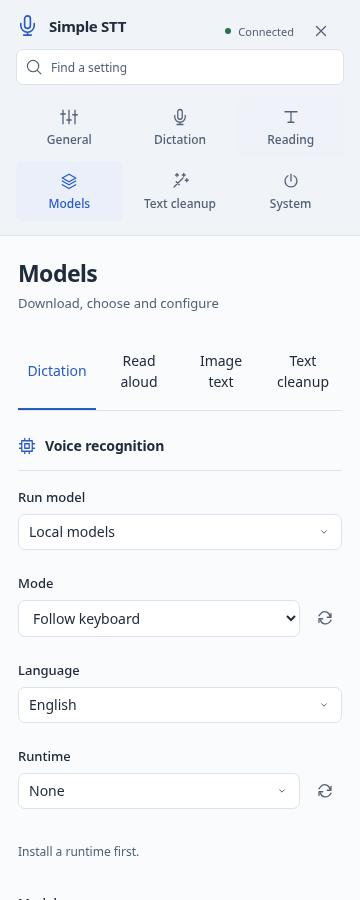 Simple STT
Connected
Find a setting
General
Dictation
Reading
Models
Text cleanup
System
Models
Download, choose and configure
Dictation
Read
aloud
Image
text
Text
cleanup
Voice recognition
Run model
Local models
Mode
Follow keyboard
Language
English
Runtime
None
Install a runtime first.